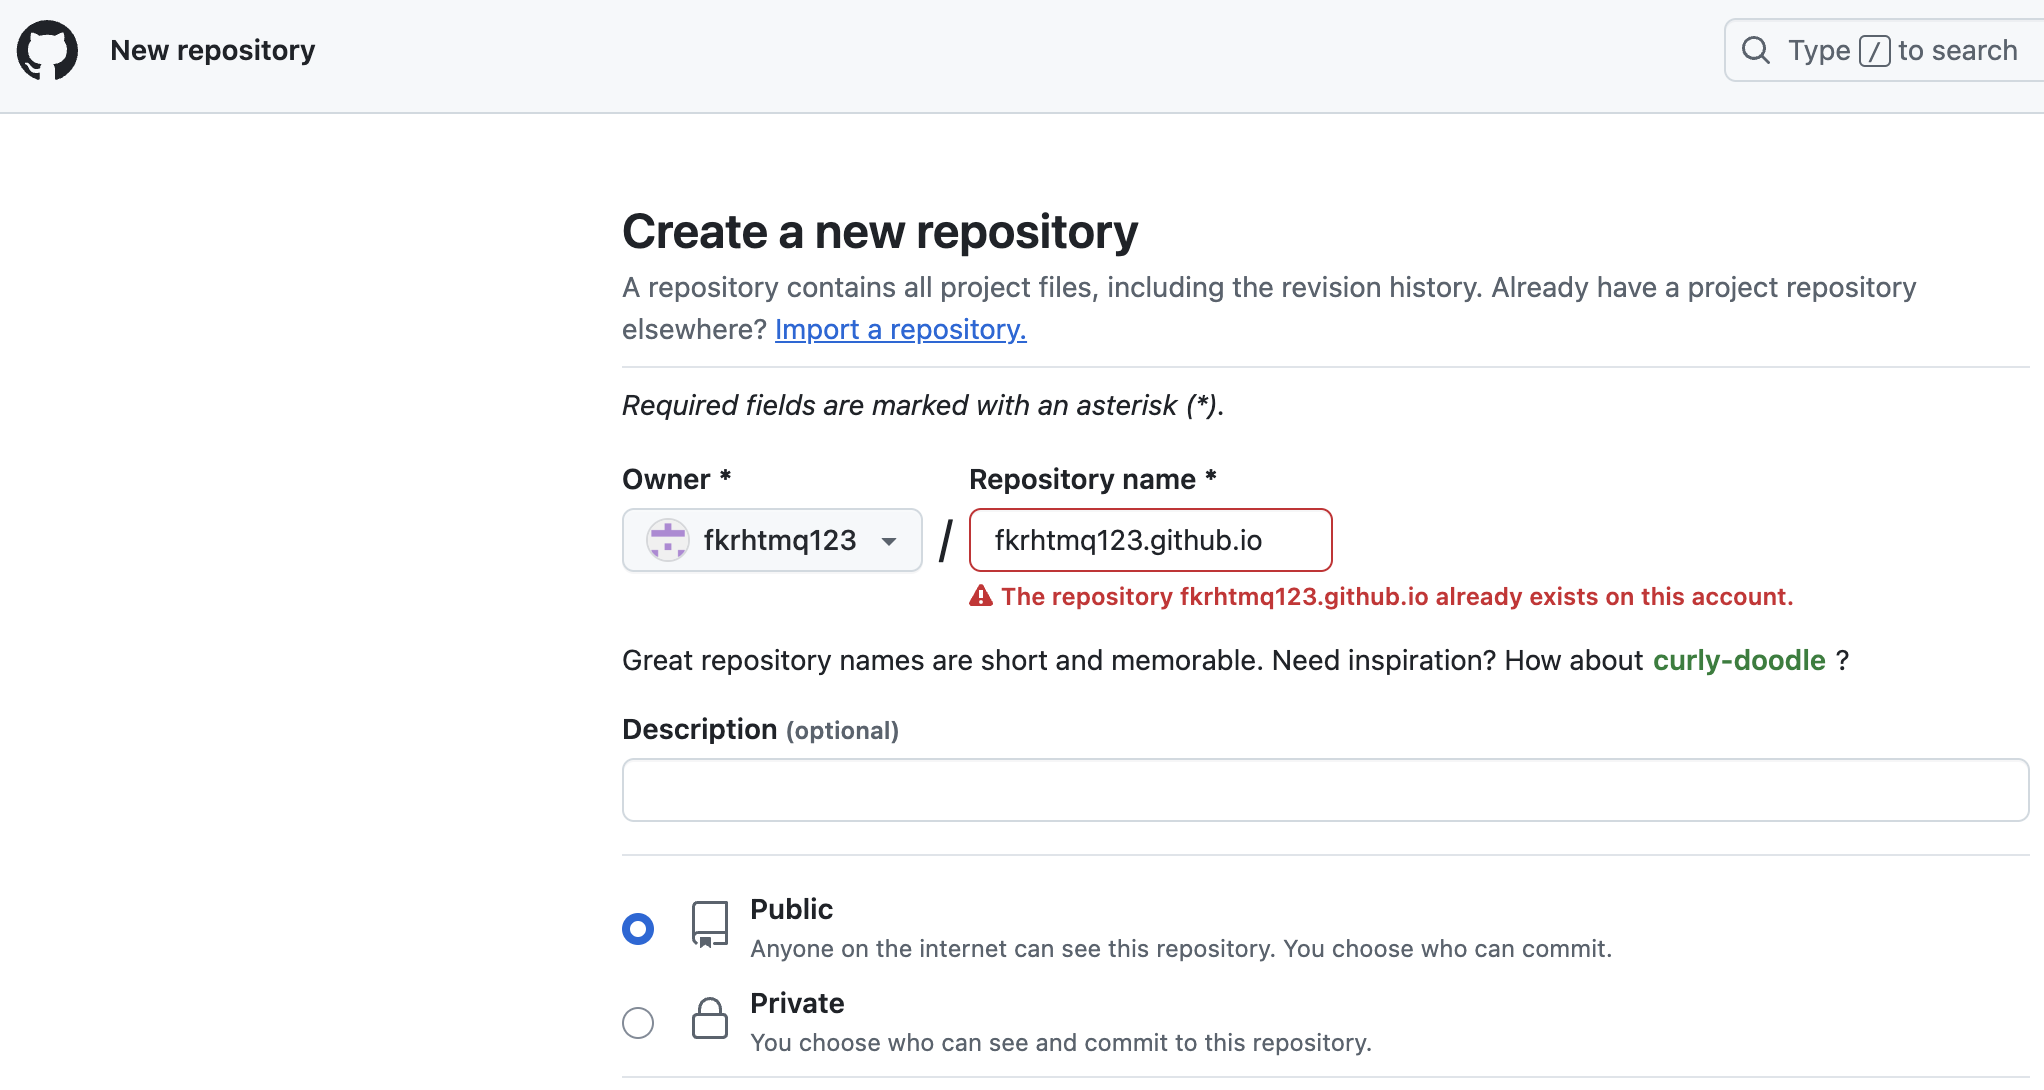 New repository
Type / to search
Create a new repository
A repository contains all project files, including the revision history. Already have a project repository
elsewhere? Import a repository.
Required fields are marked with an asterisk (*).
Owner * Repository name *
fkrhtmq123 / fkrhtmq123.github.io
The repository fkrhtmq123.github.io already exists on this account.
Great repository names are short and memorable. Need inspiration? How about curly-doodle ?
Description (optional)
Public
Anyone on the internet can see this repository. You choose who can commit.
Private
You choose who can see and commit to this repository.